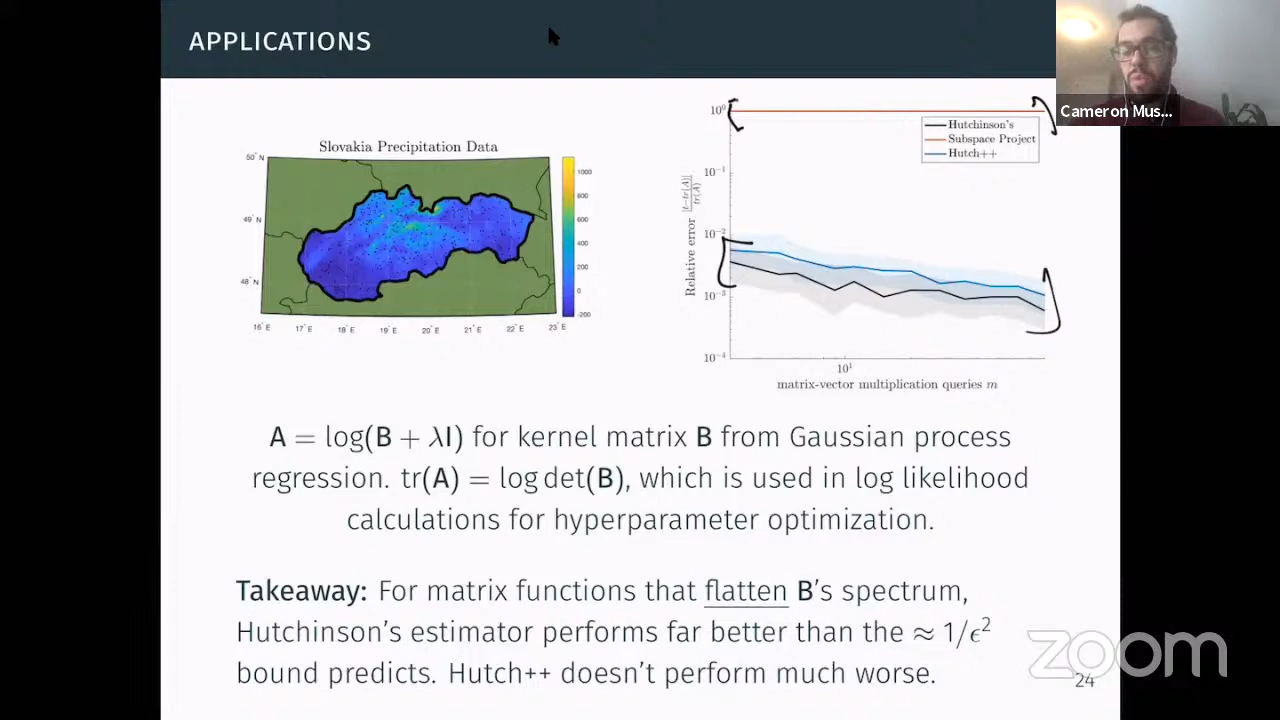 APPLICATIONS
Cameron Mus...
Slovakia Precipitation Data
50° N
49° N
48° N
16° E
17° E
18° E
19° E
20° E
21° E
22° E
23° E
1000
800
600
400
200
0
-200
10⁰
10⁻¹
10⁻²
10⁻³
10⁻⁴
Relative error |t−tr(A)|/tr(A)
Hutchinson's
Subspace Project
Hutch++
10¹
matrix-vector multiplication queries m
A = log(B + λI) for kernel matrix B from Gaussian process
regression. tr(A) = log det(B), which is used in log likelihood
calculations for hyperparameter optimization.
Takeaway: For matrix functions that flatten B's spectrum,
Hutchinson's estimator performs far better than the ≈ 1/ϵ²
bound predicts. Hutch++ doesn't perform much worse.
zoom
24